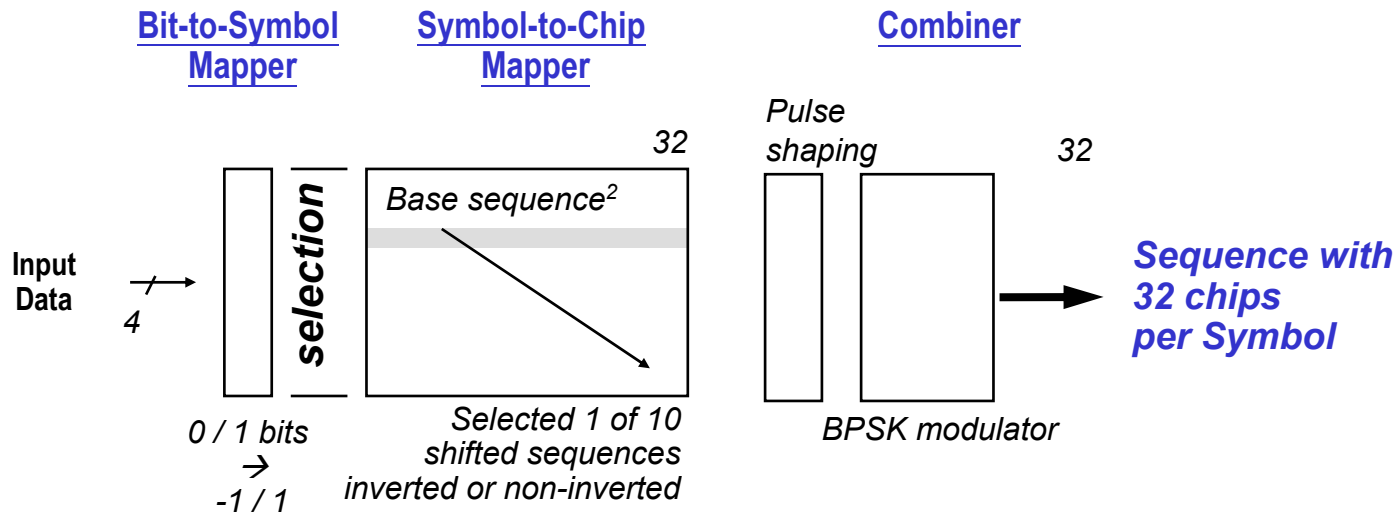 Bit-to-Symbol
Mapper
Symbol-to-Chip
Mapper
Combiner
Pulse
shaping
32
32
Base sequence²
selection
Input
Data
4
Sequence with
32 chips
per Symbol
0 / 1 bits
→
-1 / 1
Selected 1 of 10
shifted sequences
inverted or non-inverted
BPSK modulator